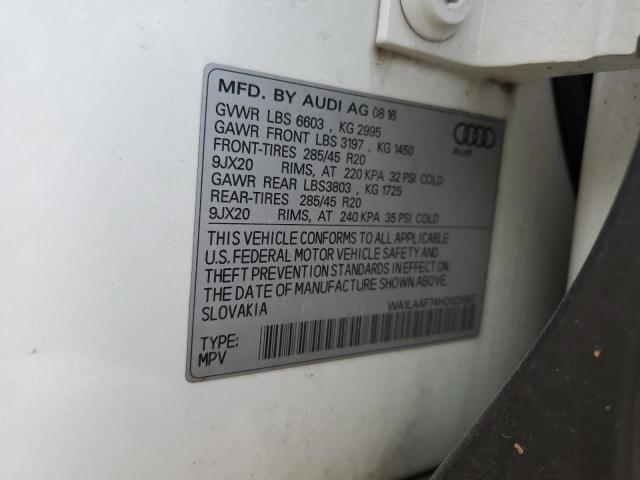 MFD. BY AUDI AG 08 16
GVWR LBS 6603 , KG 2995
GAWR FRONT LBS 3197 , KG 1450
FRONT-TIRES 285/45 R20
9JX20 RIMS, AT 220 KPA 32 PSI COLD
GAWR REAR LBS3803 , KG 1725
REAR-TIRES 285/45 R20
9JX20 RIMS, AT 240 KPA 35 PSI COLD
Audi
THIS VEHICLE CONFORMS TO ALL APPLICABLE
U.S. FEDERAL MOTOR VEHICLE SAFETY AND
THEFT PREVENTION STANDARDS IN EFFECT ON
THE DATE OF MANUFACTURE SHOWN ABOVE.
SLOVAKIA
TYPE:
MPV